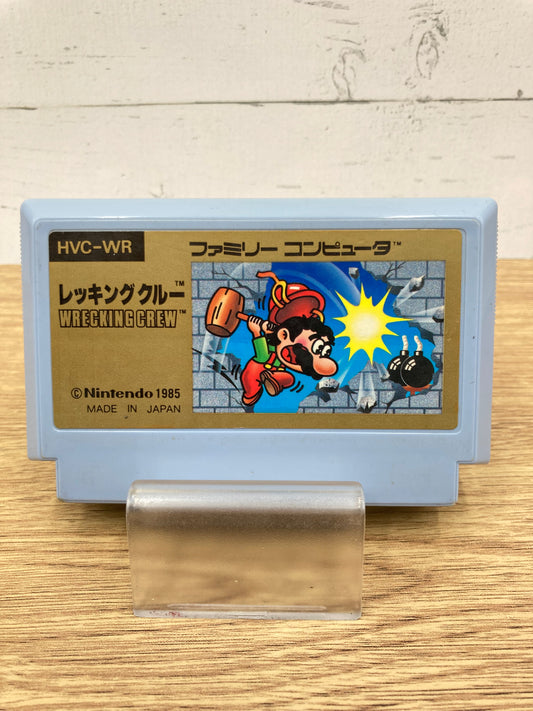 HVC-WR
ファミリー コンピュータ™
レッキングクルー™
WRECKING CREW™
©Nintendo 1985
MADE IN JAPAN